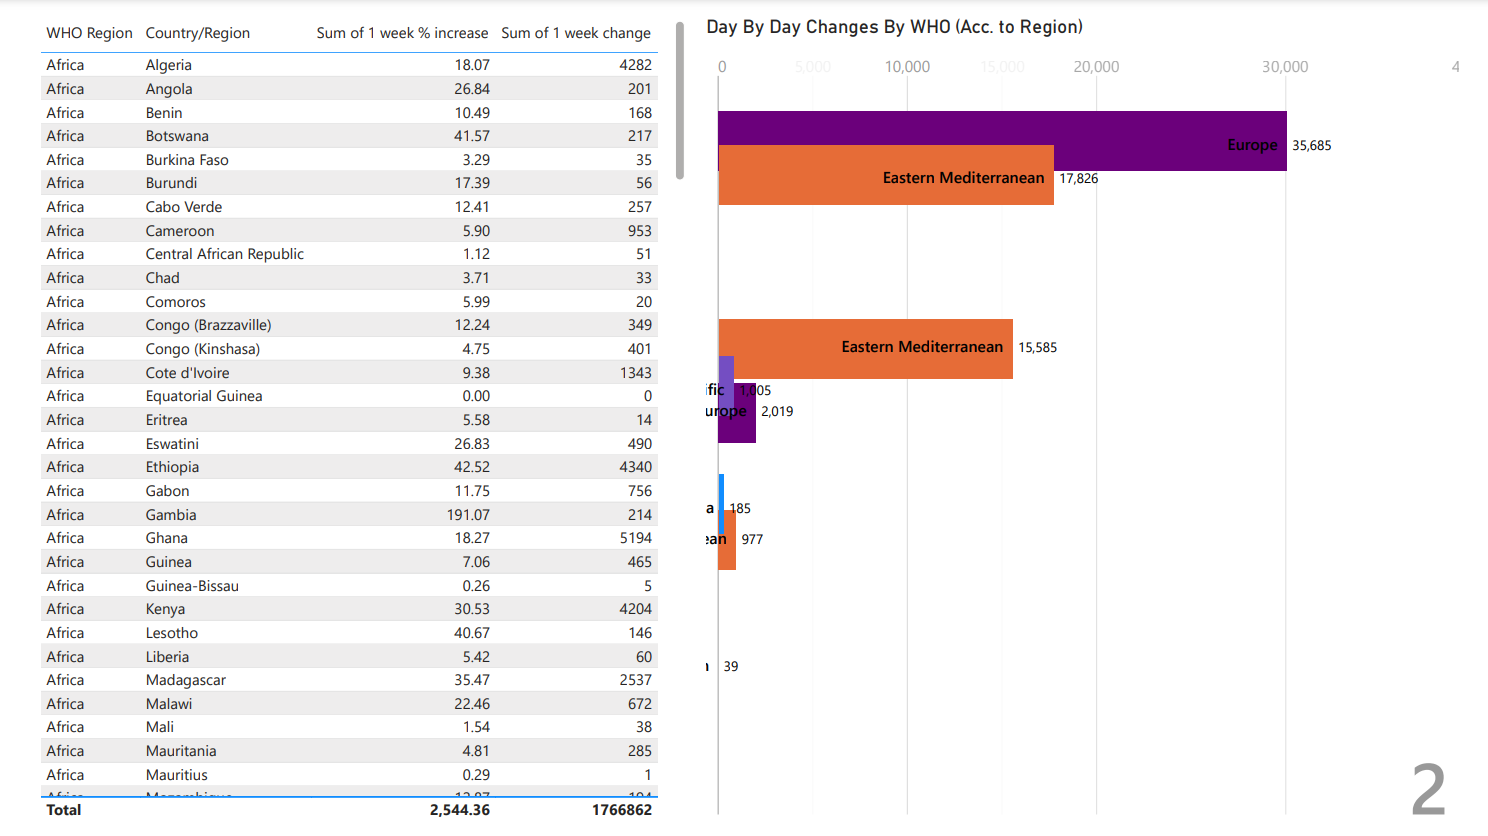 WHO Region Country/Region Sum of 1 week % increase Sum of 1 week change
Africa Algeria 18.07 4282
Africa Angola 26.84 201
Africa Benin 10.49 168
Africa Botswana 41.57 217
Africa Burkina Faso 3.29 35
Africa Burundi 17.39 56
Africa Cabo Verde 12.41 257
Africa Cameroon 5.90 953
Africa Central African Republic 1.12 51
Africa Chad 3.71 33
Africa Comoros 5.99 20
Africa Congo (Brazzaville) 12.24 349
Africa Congo (Kinshasa) 4.75 401
Africa Cote d'Ivoire 9.38 1343
Africa Equatorial Guinea 0.00 0
Africa Eritrea 5.58 14
Africa Eswatini 26.83 490
Africa Ethiopia 42.52 4340
Africa Gabon 11.75 756
Africa Gambia 191.07 214
Africa Ghana 18.27 5194
Africa Guinea 7.06 465
Africa Guinea-Bissau 0.26 5
Africa Kenya 30.53 4204
Africa Lesotho 40.67 146
Africa Liberia 5.42 60
Africa Madagascar 35.47 2537
Africa Malawi 22.46 672
Africa Mali 1.54 38
Africa Mauritania 4.81 285
Africa Mauritius 0.29 1
Total 2,544.36 1766862
Day By Day Changes By WHO (Acc. to Region)
0 5,000 10,000 15,000 20,000 30,000 4
Europe 35,685
Eastern Mediterranean 17,826
Eastern Mediterranean 15,585
ific 1,005
urope 2,019
a 185
ean 977
39
2